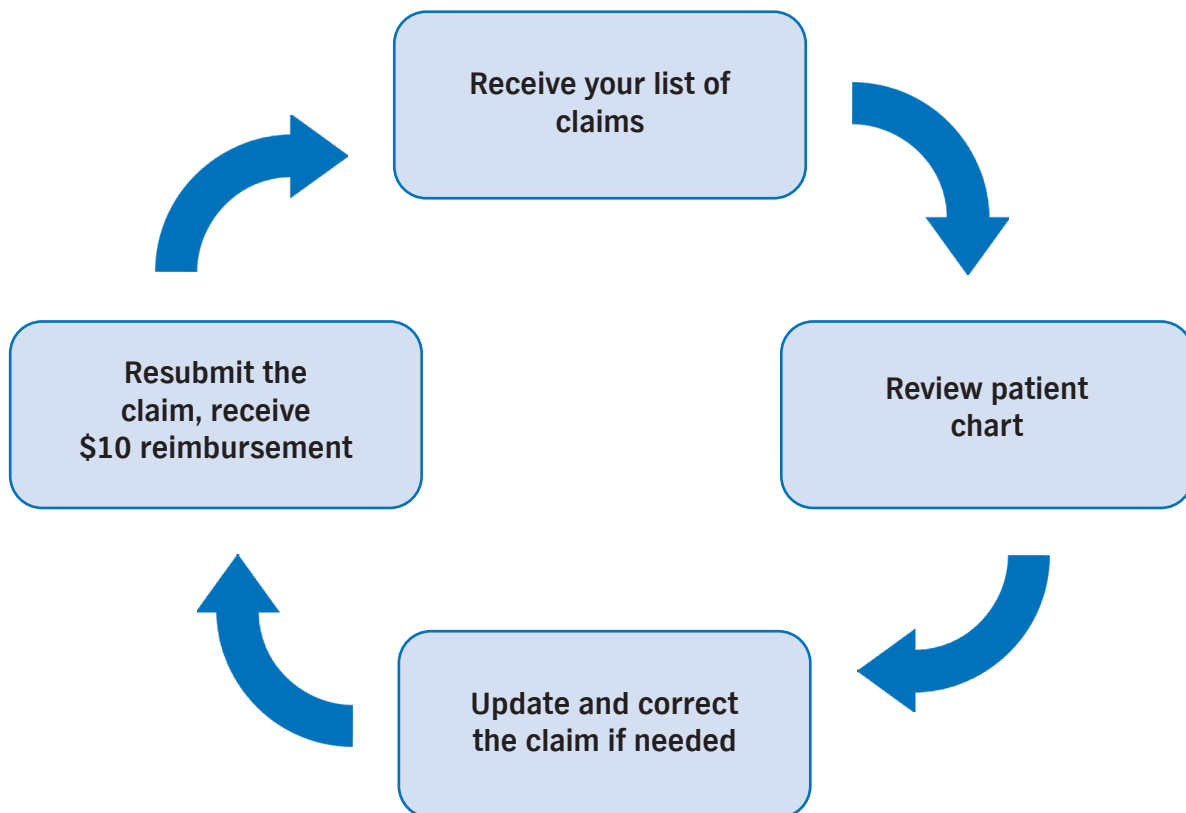 Receive your list of
claims
Review patient
chart
Update and correct
the claim if needed
Resubmit the
claim, receive
$10 reimbursement